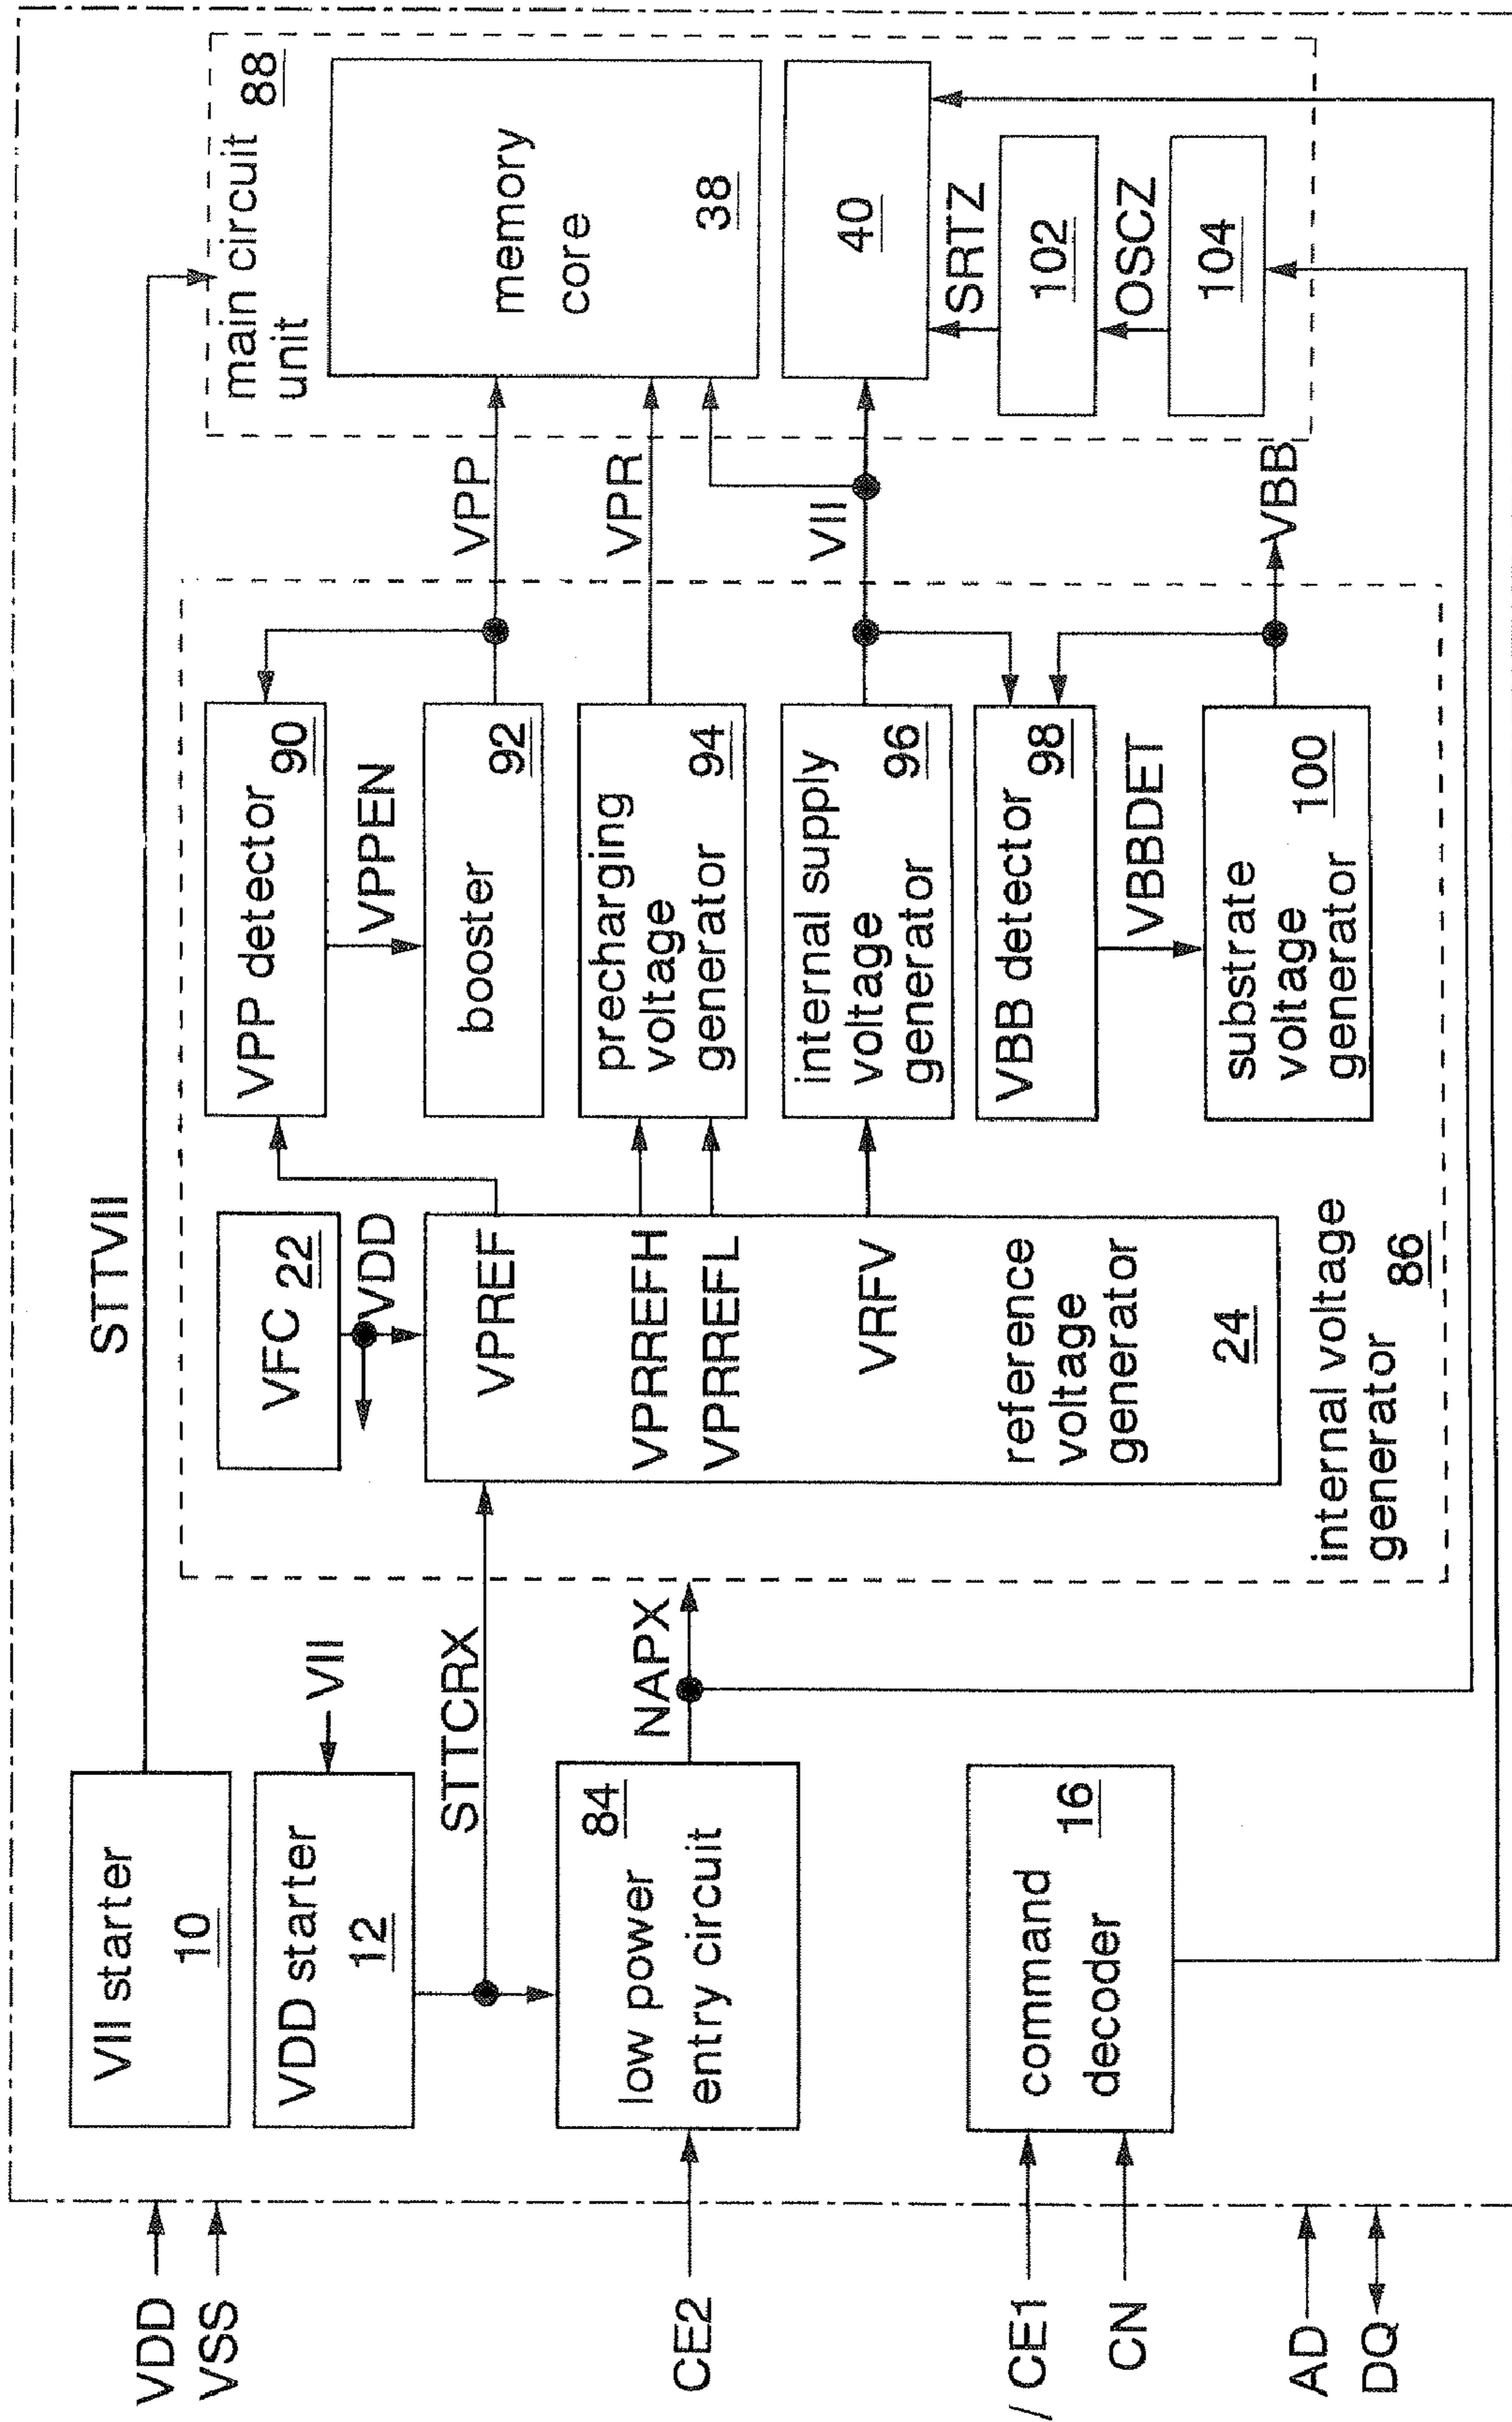 STTVII
VII starter
10
VII
VDD starter
12
STTCRX
84
low power
entry circuit
NAPX
command
16
decoder
VDD
VSS
CE2
/ CE1
CN
AD
DQ
VFC 22
VDD
VPREF
VPRREFH
VPRREFL
VRFV
reference
voltage
generator
24
internal voltage
generator
86
VPP detector
90
VPPEN
booster
92
precharging
voltage
generator
94
internal supply
voltage
generator
96
VBB detector
98
VBBDET
substrate
voltage
generator
100
VPP
VPR
VII
VBB
main circuit
unit
88
memory
core
38
40
SRTZ
102
OSCZ
104